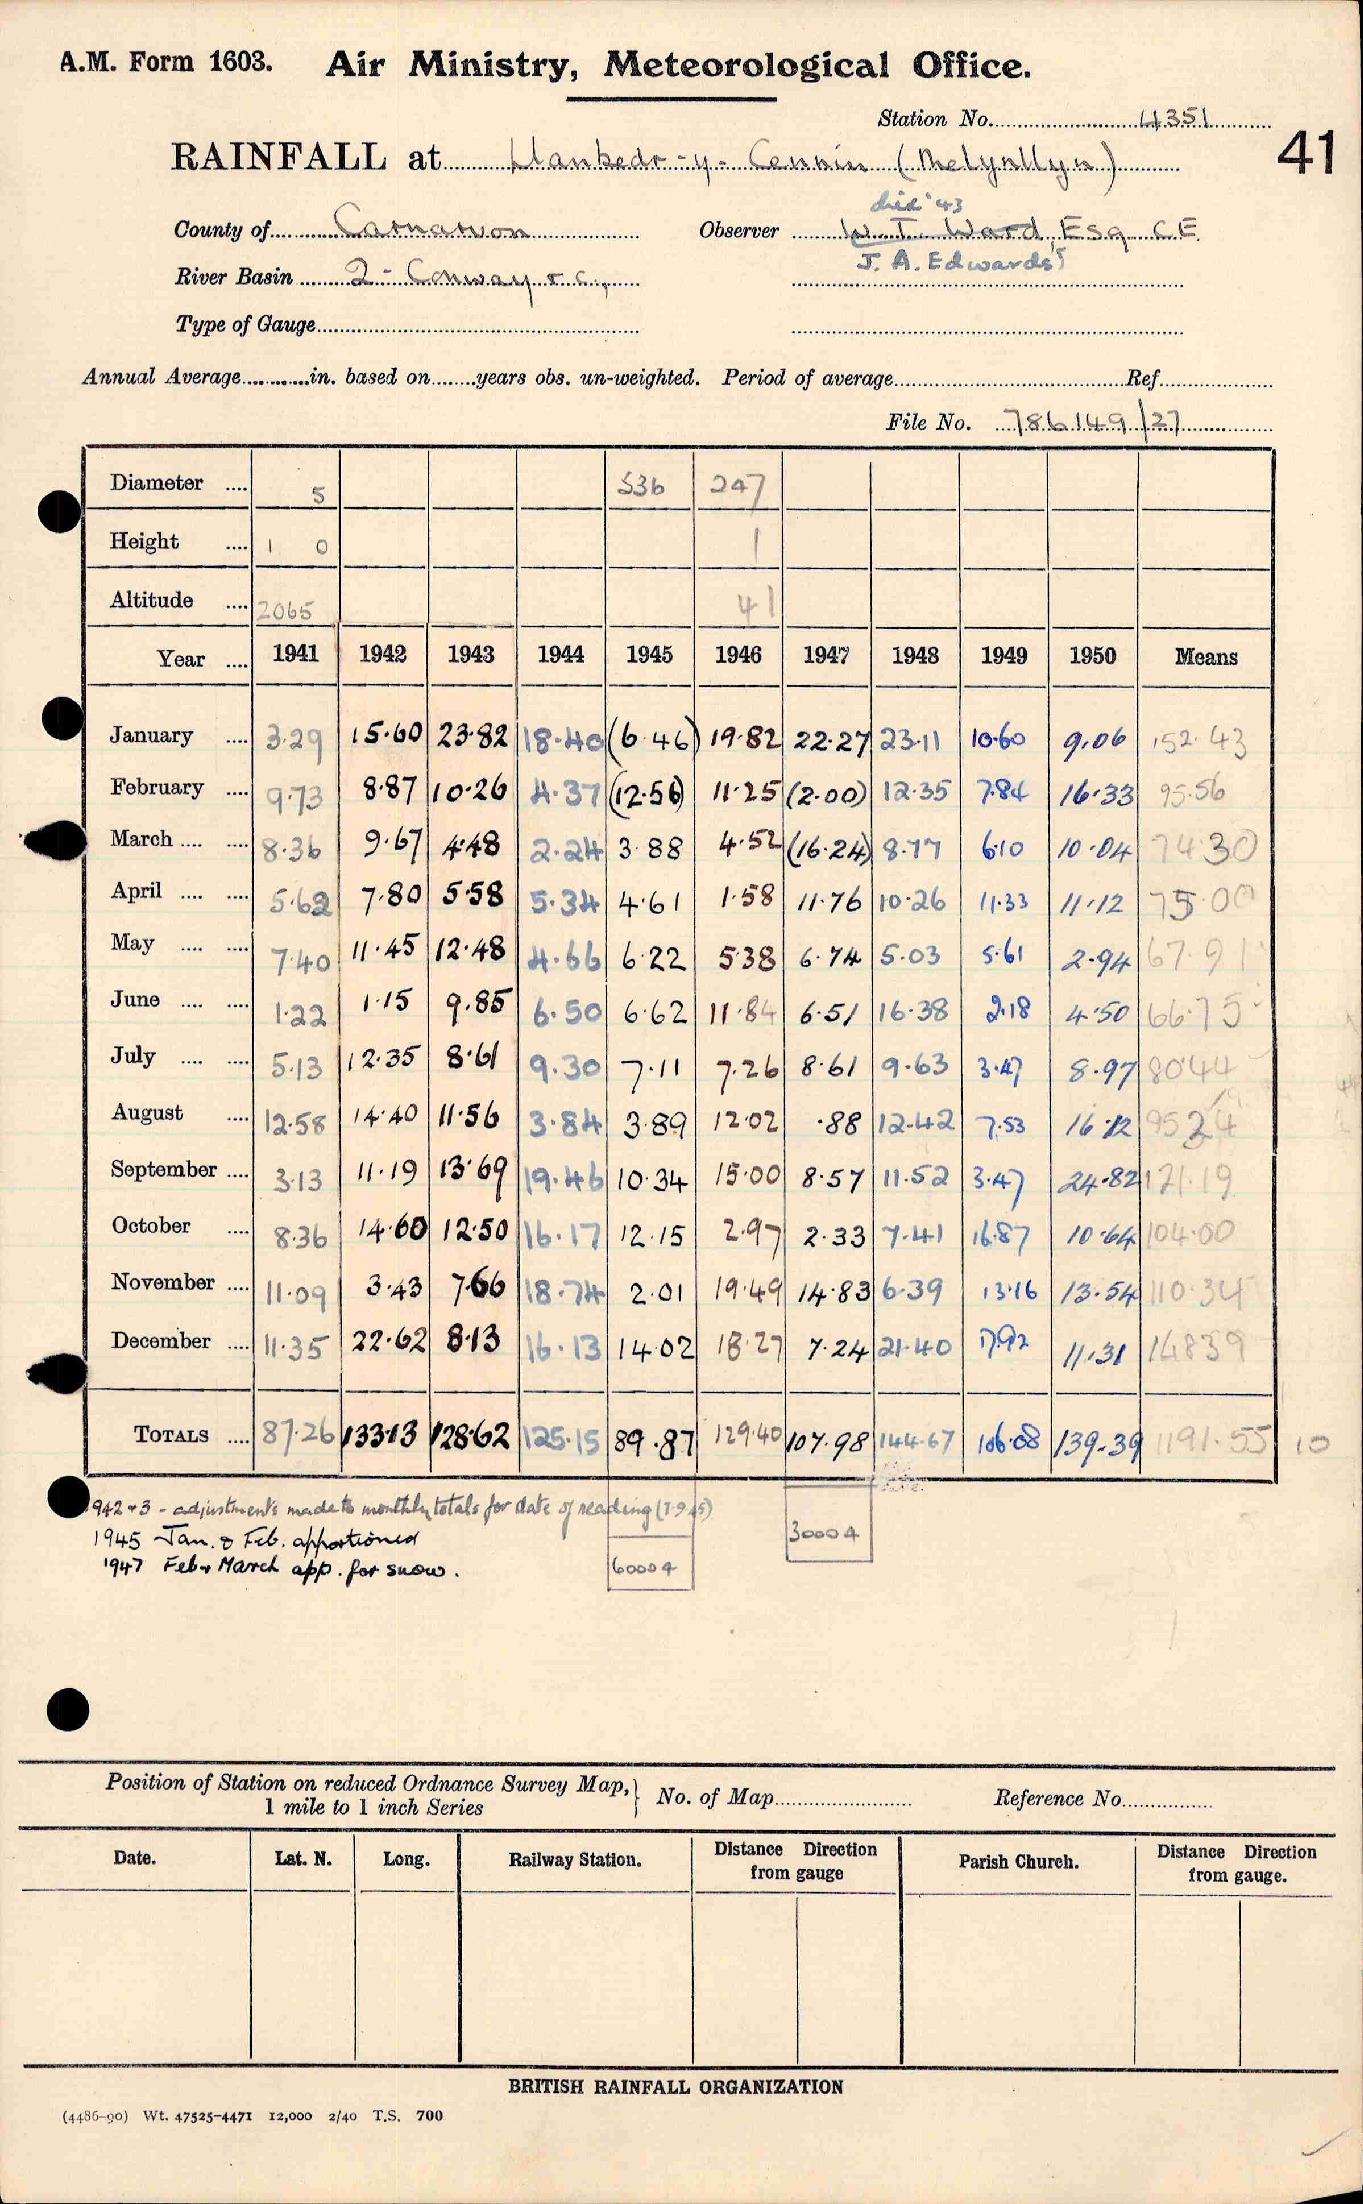 A.M. Form 1603. Air Ministry, Meteorological Office.
Station No. 4351
41
RAINFALL at Llanbedr-y-Cennin (Melynllyn)
died '43
County of Carnarvon Observer W. T. Ward, Esq C.E.
J. A. Edwards
River Basin 2 - Conway &c.,
Type of Gauge
Annual Average in. based on years obs. un-weighted. Period of average Ref.
File No. 786149/27
Diameter .... 5 536 247
Height .... 1 0 1
Altitude .... 2065 41
Year .... 1941 1942 1943 1944 1945 1946 1947 1948 1949 1950 Means
January .... 3.29 15.60 23.82 18.40 (6.46) 19.82 22.27 23.11 10.60 9.06 152.43
February .... 9.73 8.87 10.26 4.37 (12.56) 11.25 (2.00) 12.35 7.84 16.33 95.56
March .... .... 8.36 9.67 4.48 2.24 3.88 4.52 (16.24) 8.77 6.10 10.04 74.30
April .... .... 5.62 7.80 5.58 5.34 4.61 1.58 11.76 10.26 11.33 11.12 75.00
May .... .... 7.40 11.45 12.48 4.66 6.22 5.38 6.74 5.03 5.61 2.94 67.91
June .... .... 1.22 1.15 9.85 6.50 6.62 11.84 6.51 16.38 2.18 4.50 66.75
July .... .... 5.13 12.35 8.61 9.30 7.11 7.26 8.61 9.63 3.47 8.97 80.44
August .... 12.58 14.40 11.56 3.84 3.89 12.02 .88 12.42 7.53 16.12 95.24
September .... 3.13 11.19 13.69 19.46 10.34 15.00 8.57 11.52 3.47 24.82 121.19
October .... 8.36 14.60 12.50 16.17 12.15 2.97 2.33 7.41 16.87 10.64 104.00
November .... 11.09 3.43 7.66 18.74 2.01 19.49 14.83 6.39 13.16 13.54 110.34
December .... 11.35 22.62 8.13 16.13 14.02 18.27 7.24 21.40 17.92 11.31 148.39
TOTALS .... 87.26 133.13 128.62 125.15 89.87 129.40 107.98 144.67 106.08 139.39 1191.55 10
942 & 3 - adjustments made to monthly totals for date of reading (7.9.45)
1945 Jan. & Feb. apportioned
1947 Feb & March app. for snow.
30004
60004
Position of Station on reduced Ordnance Survey Map, 1 mile to 1 inch Series } No. of Map Reference No.
Date. Lat. N. Long. Railway Station. Distance Direction from gauge Parish Church. Distance Direction from gauge.
BRITISH RAINFALL ORGANIZATION
(4486-90) Wt. 47525-4471 12,000 2/40 T.S. 700